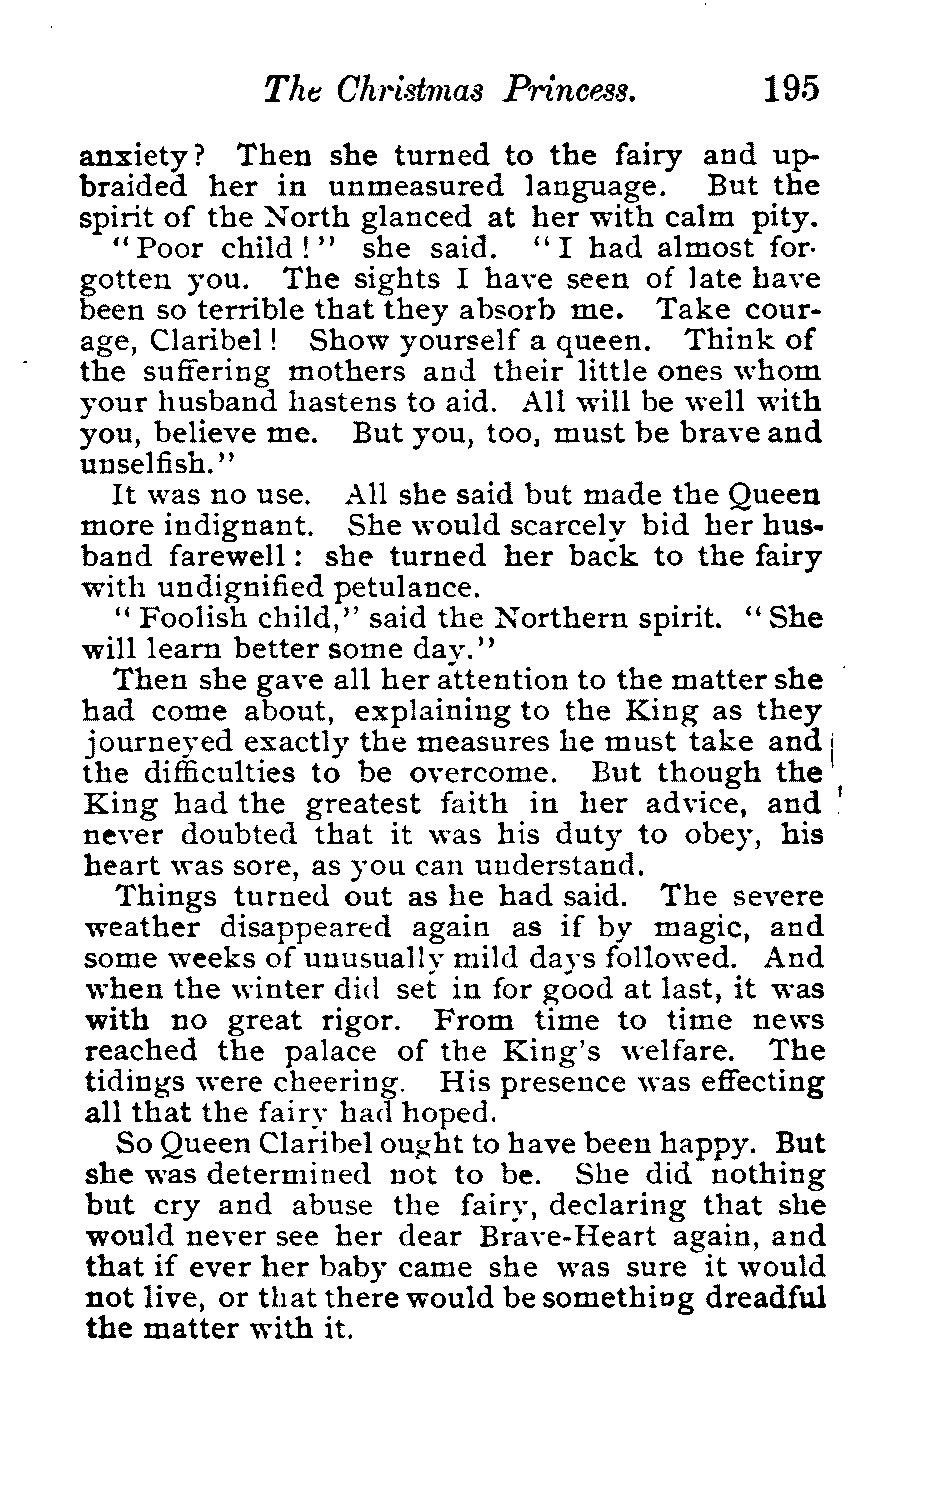 The Christmas Princess. 195
anxiety? Then she turned to the fairy and up-
braided her in unmeasured language. But the
spirit of the North glanced at her with calm pity.
"Poor child!" she said. "I had almost for-
gotten you. The sights I have seen of late have
been so terrible that they absorb me. Take cour-
age, Claribel! Show yourself a queen. Think of
the suffering mothers and their little ones whom
your husband hastens to aid. All will be well with
you, believe me. But you, too, must be brave and
unselfish."
It was no use. All she said but made the Queen
more indignant. She would scarcely bid her hus-
band farewell: she turned her back to the fairy
with undignified petulance.
"Foolish child," said the Northern spirit. "She
will learn better some day."
Then she gave all her attention to the matter she
had come about, explaining to the King as they
journeyed exactly the measures he must take and
the difficulties to be overcome. But though the
King had the greatest faith in her advice, and
never doubted that it was his duty to obey, his
heart was sore, as you can understand.
Things turned out as he had said. The severe
weather disappeared again as if by magic, and
some weeks of unusually mild days followed. And
when the winter did set in for good at last, it was
with no great rigor. From time to time news
reached the palace of the King's welfare. The
tidings were cheering. His presence was effecting
all that the fairy had hoped.
So Queen Claribel ought to have been happy. But
she was determined not to be. She did nothing
but cry and abuse the fairy, declaring that she
would never see her dear Brave-Heart again, and
that if ever her baby came she was sure it would
not live, or that there would be something dreadful
the matter with it.